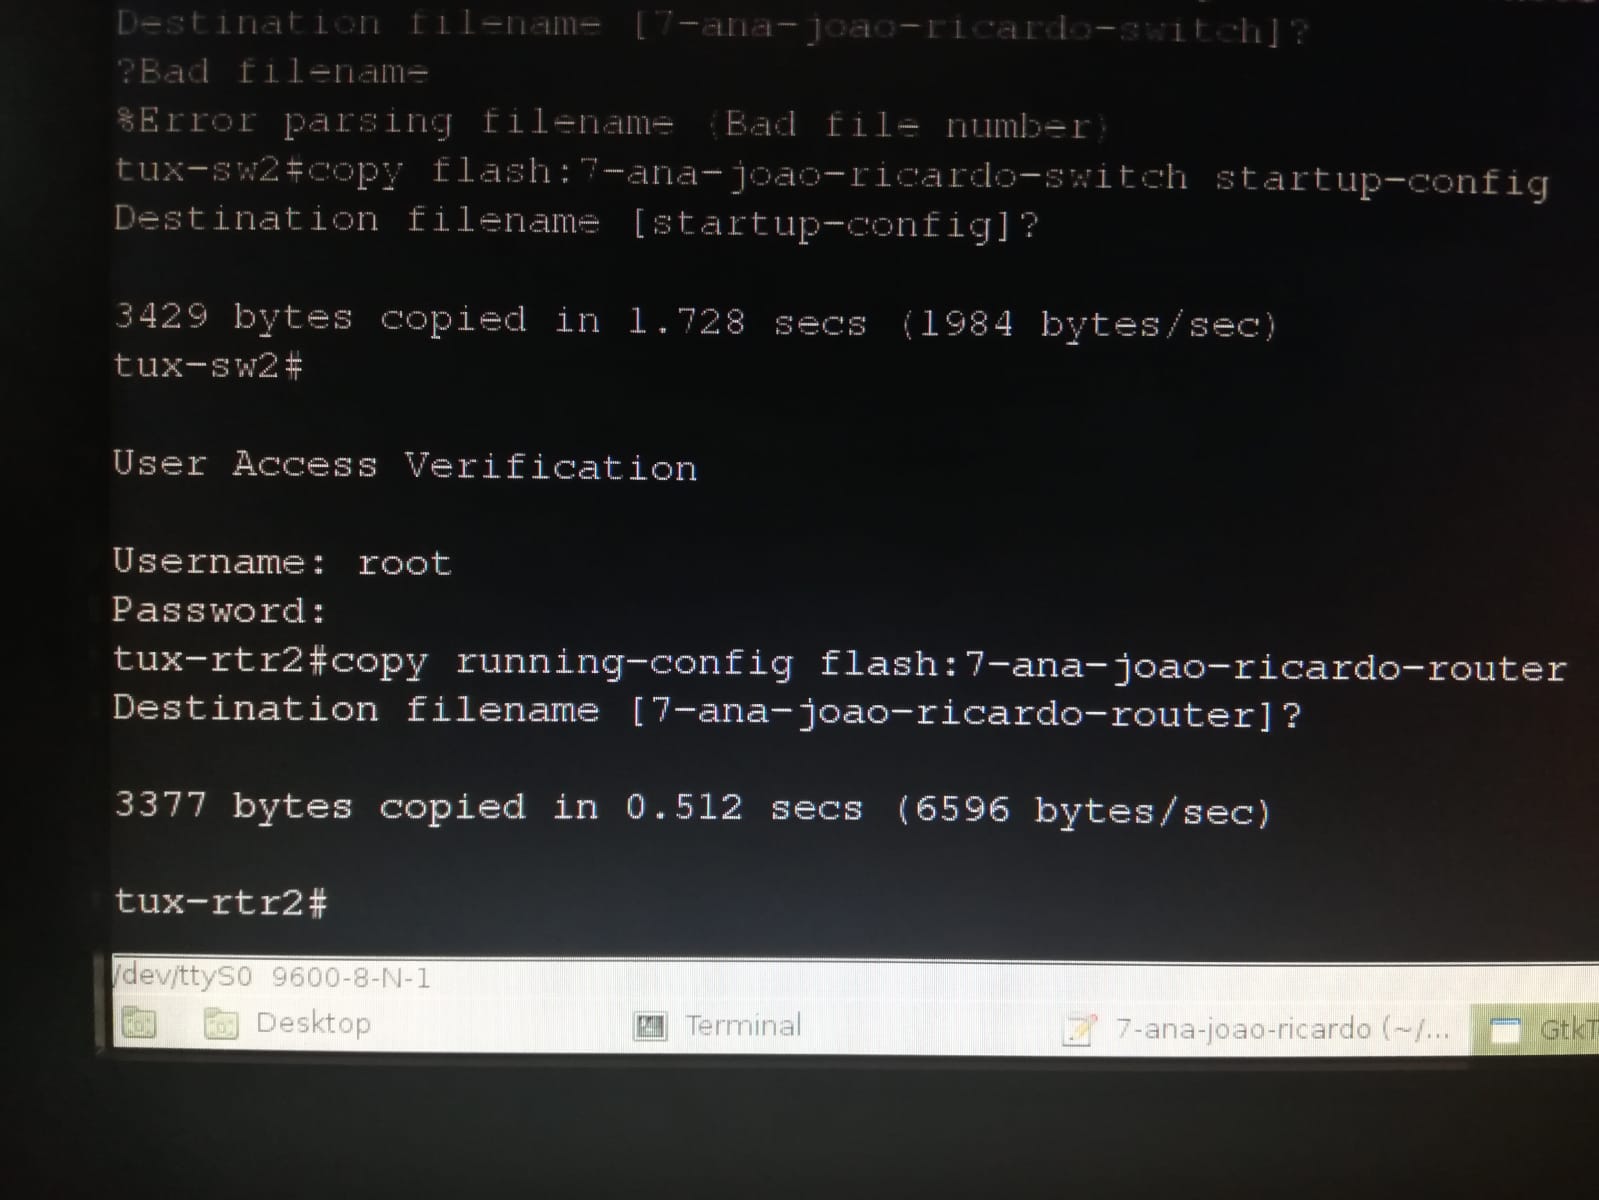 Destination filename [7-ana-joao-ricardo-switch]?
?Bad filename
%Error parsing filename (Bad file number)
tux-sw2#copy flash:7-ana-joao-ricardo-switch startup-config
Destination filename [startup-config]?
3429 bytes copied in 1.728 secs (1984 bytes/sec)
tux-sw2#
User Access Verification
Username: root
Password:
tux-rtr2#copy running-config flash:7-ana-joao-ricardo-router
Destination filename [7-ana-joao-ricardo-router]?
3377 bytes copied in 0.512 secs (6596 bytes/sec)
tux-rtr2#
/dev/ttyS0 9600-8-N-1
Desktop Terminal 7-ana-joao-ricardo (~/... GtkT